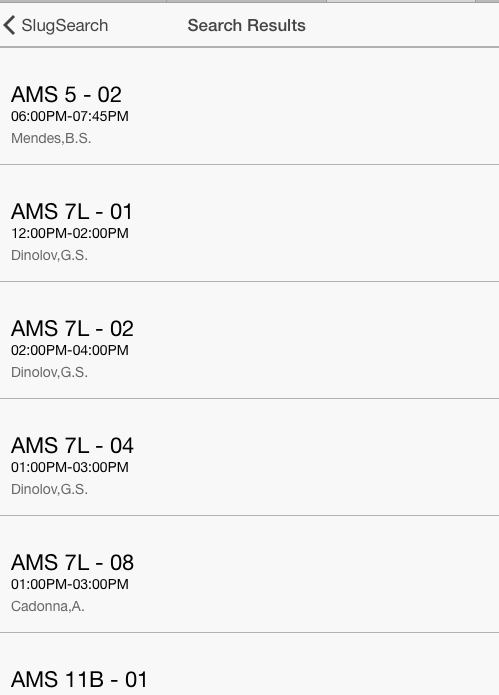 SlugSearch Search Results
AMS 5 - 02
06:00PM-07:45PM
Mendes,B.S.
AMS 7L - 01
12:00PM-02:00PM
Dinolov,G.S.
AMS 7L - 02
02:00PM-04:00PM
Dinolov,G.S.
AMS 7L - 04
01:00PM-03:00PM
Dinolov,G.S.
AMS 7L - 08
01:00PM-03:00PM
Cadonna,A.
AMS 11B - 01